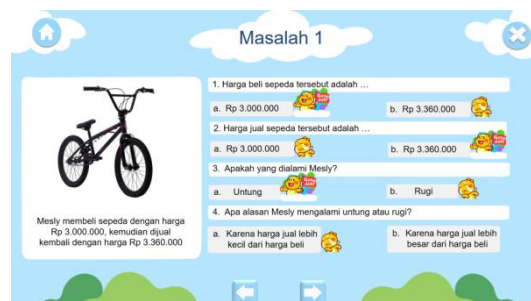 Masalah 1
Mesly membeli sepeda dengan harga
Rp 3.000.000, kemudian dijual
kembali dengan harga Rp 3.360.000
1. Harga beli sepeda tersebut adalah …
a. Rp 3.000.000
b. Rp 3.360.000
2. Harga jual sepeda tersebut adalah …
a. Rp 3.000.000
b. Rp 3.360.000
3. Apakah yang dialami Mesly?
a. Untung
b. Rugi
4. Apa alasan Mesly mengalami untung atau rugi?
a. Karena harga jual lebih
kecil dari harga beli
b. Karena harga jual lebih
besar dari harga beli